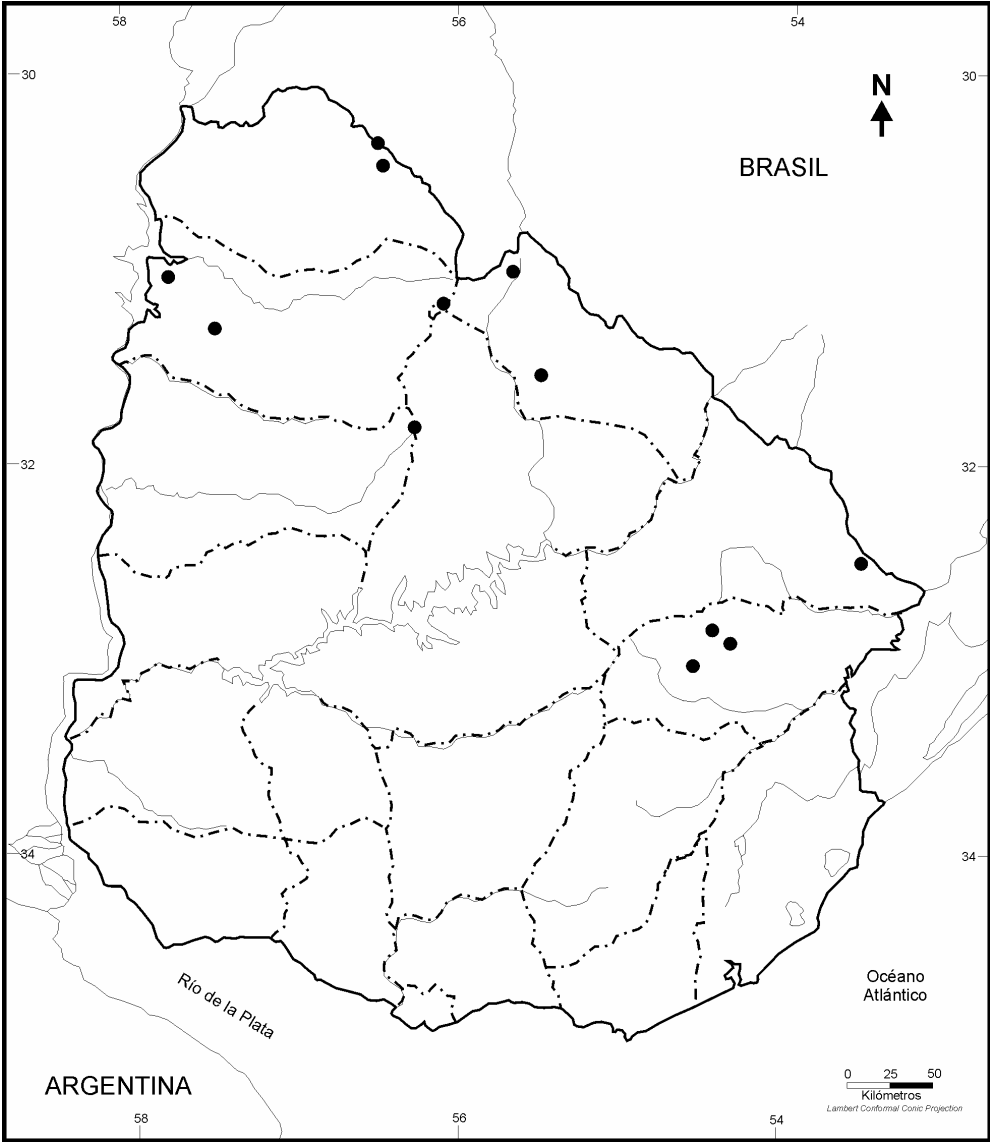 58
56
54
30
30
N
BRASIL
32
32
34
34
Río de la Plata
Océano
Atlántico
ARGENTINA
0 25 50
Kilómetros
Lambert Conformal Conic Projection
58
56
54